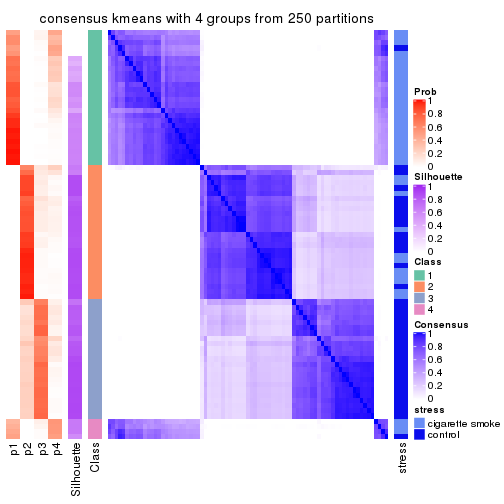 consensus kmeans with 4 groups from 250 partitions
Prob
1
0.8
0.6
0.4
0.2
0
Silhouette
1
0.8
0.6
0.4
0.2
0
Class
1
2
3
4
Consensus
1
0.8
0.6
0.4
0.2
0
stress
cigarette smoke
control
p1
p2
p3
p4
Silhouette
Class
stress